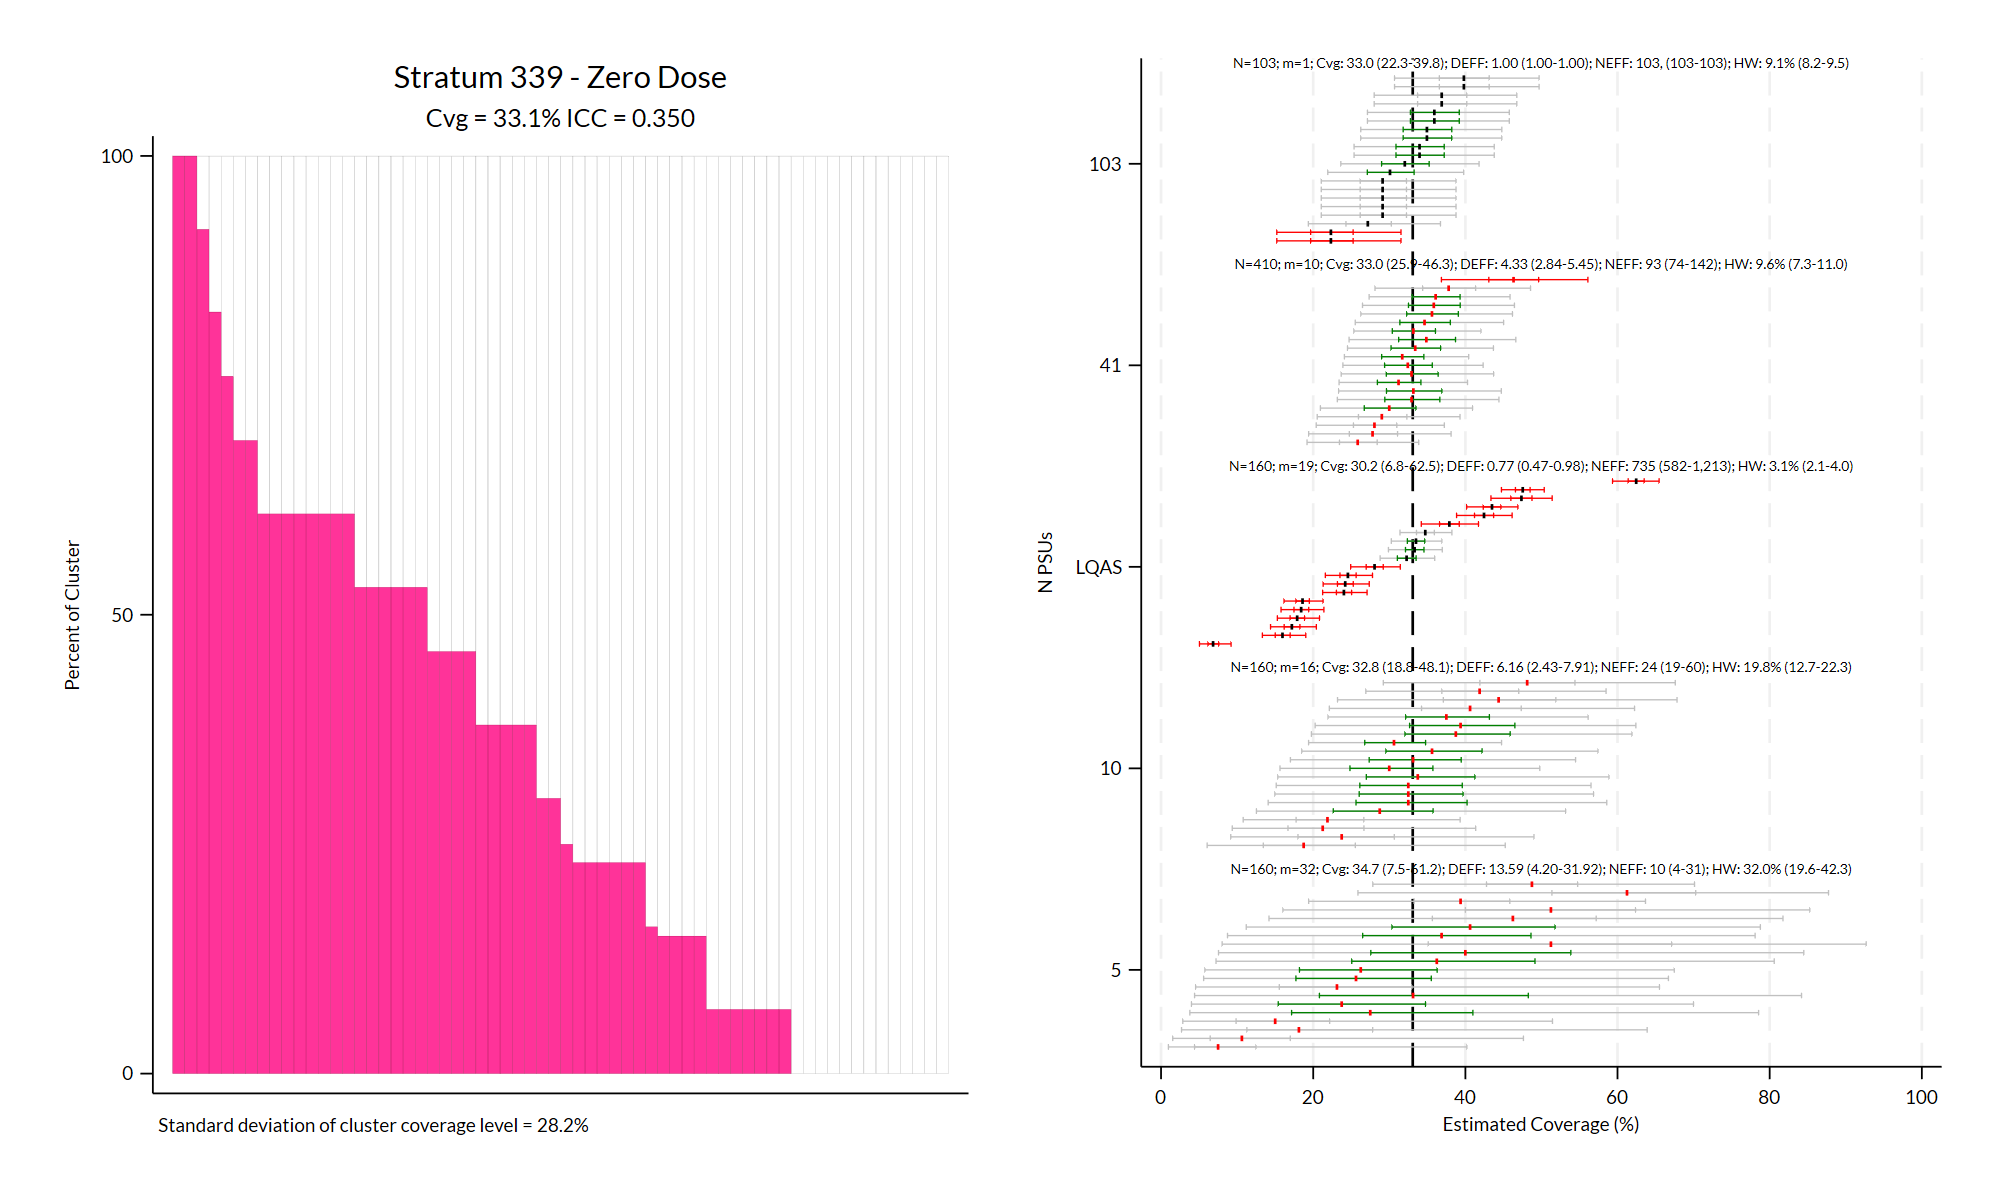 Stratum 339 - Zero Dose
Cvg = 33.1% ICC = 0.350
100
50
0
Percent of Cluster
Standard deviation of cluster coverage level = 28.2%
N=103; m=1; Cvg: 33.0 (22.3-39.8); DEFF: 1.00 (1.00-1.00); NEFF: 103, (103-103); HW: 9.1% (8.2-9.5)
103
N=410; m=10; Cvg: 33.0 (25.9-46.3); DEFF: 4.33 (2.84-5.45); NEFF: 93 (74-142); HW: 9.6% (7.3-11.0)
41
N=160; m=19; Cvg: 30.2 (6.8-62.5); DEFF: 0.77 (0.47-0.98); NEFF: 735 (582-1,213); HW: 3.1% (2.1-4.0)
LQAS
N=160; m=16; Cvg: 32.8 (18.8-48.1); DEFF: 6.16 (2.43-7.91); NEFF: 24 (19-60); HW: 19.8% (12.7-22.3)
10
N=160; m=32; Cvg: 34.7 (7.5-61.2); DEFF: 13.59 (4.20-31.92); NEFF: 10 (4-31); HW: 32.0% (19.6-42.3)
5
N PSUs
0 20 40 60 80 100
Estimated Coverage (%)